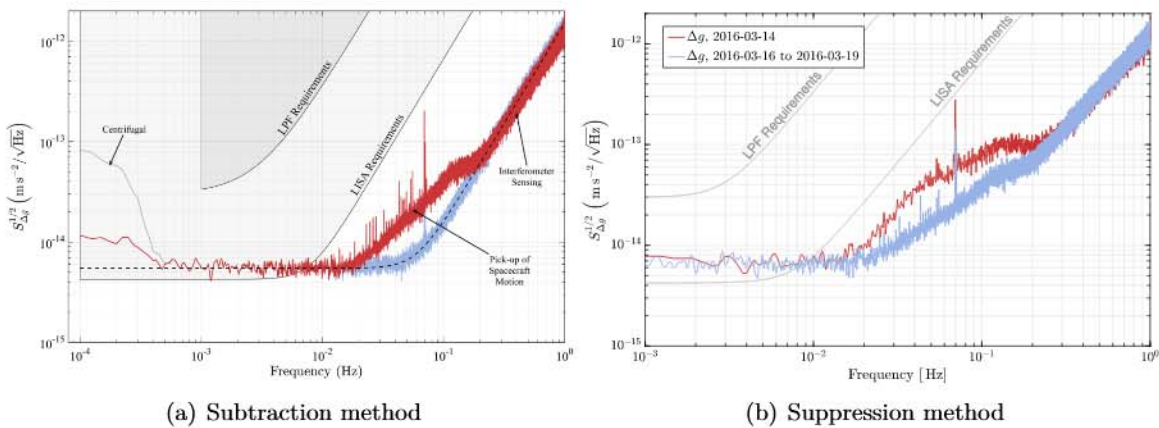 10⁻¹²
10⁻¹³
10⁻¹⁴
10⁻¹⁵
S_{Δg}^{1/2} (m s⁻²/√Hz)
Centrifugal
LPF Requirements
LISA Requirements
Interferometer
Sensing
Pick-up of
Spacecraft
Motion
10⁻⁴ 10⁻³ 10⁻² 10⁻¹ 10⁰
Frequency (Hz)
(a) Subtraction method
10⁻¹²
10⁻¹³
10⁻¹⁴
10⁻¹⁵
S_{Δg}^{1/2} (m s⁻²/√Hz)
Δg, 2016-03-14
Δg, 2016-03-16 to 2016-03-19
LPF Requirements
LISA Requirements
10⁻³ 10⁻² 10⁻¹ 10⁰
Frequency [Hz]
(b) Suppression method